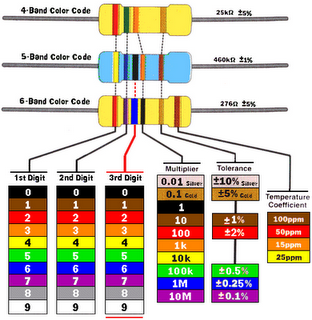 4-Band Color Code
25kΩ ±5%
5-Band Color Code
460kΩ ±1%
6-Band Color Code
276Ω ±5%
1st Digit 2nd Digit 3rd Digit Multiplier Tolerance Temperature Coefficient
0 0 0 0.01 Silver ±10% Silver
1 1 1 0.1 Gold ±5% Gold
2 2 2 1
3 3 3 10 ±1% 100ppm
4 4 4 100 ±2% 50ppm
5 5 5 1k 15ppm
6 6 6 10k 25ppm
7 7 7 100k ±0.5%
8 8 8 1M ±0.25%
9 9 9 10M ±0.1%